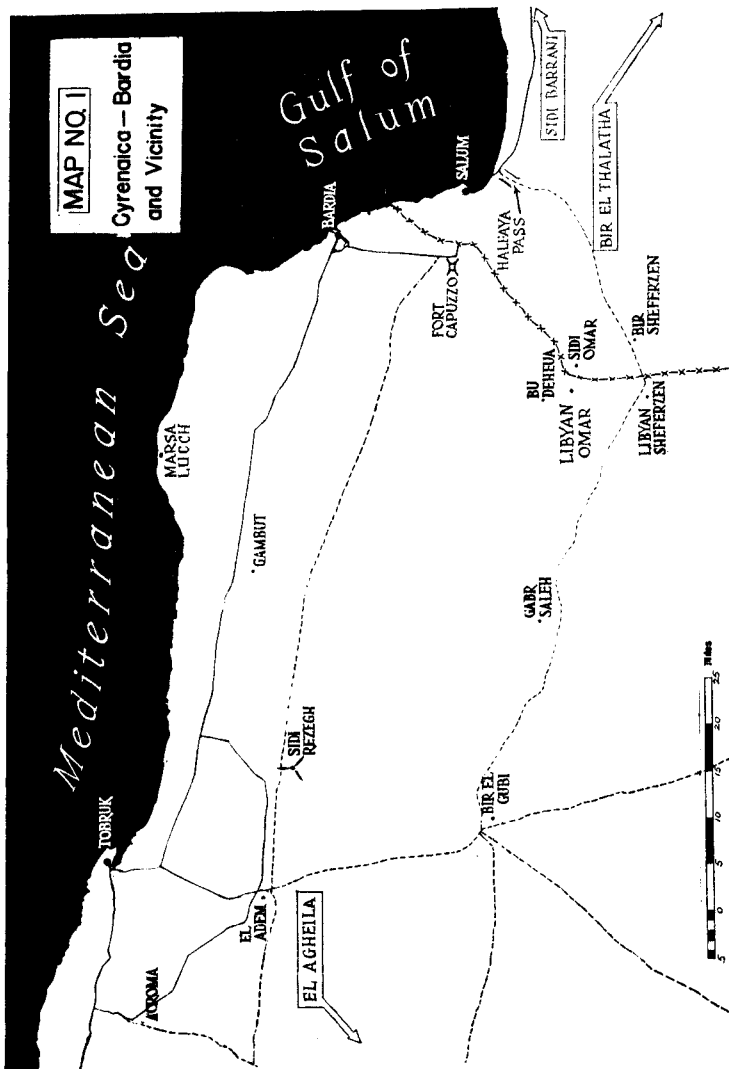 MAP NO. 1
Cyrenaica – Bardia
and Vicinity
Mediterranean Sea
Gulf of
Salum
TOBRUK
ACROMA
EL
ADEM
EL AGHEILA
SIDI
REZEGH
GAMBUT
MARSA
LUCCH
BARDIA
FORT
CAPUZZO
SALUM
HALFAYA
PASS
SIDI BARRANI
BIR EL THALATHA
BU
DEHEUA
SIDI
OMAR
LIBYAN
OMAR
BIR
SHEFERZEN
LIBYAN
SHEFERZEN
GABR
SALEH
BIR EL
GUBI
5 0 5 10 15 20 25
Miles